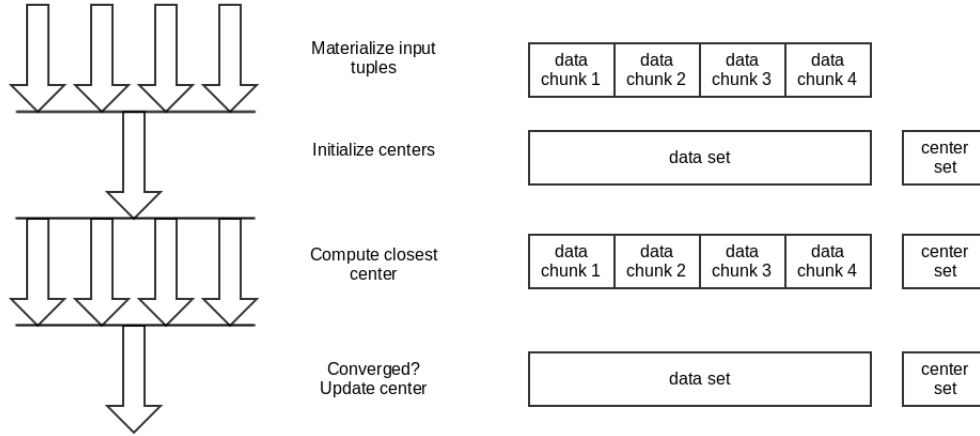 Materialize input
tuples
data
chunk 1
data
chunk 2
data
chunk 3
data
chunk 4
Initialize centers
data set
center
set
Compute closest
center
data
chunk 1
data
chunk 2
data
chunk 3
data
chunk 4
center
set
Converged?
Update center
data set
center
set